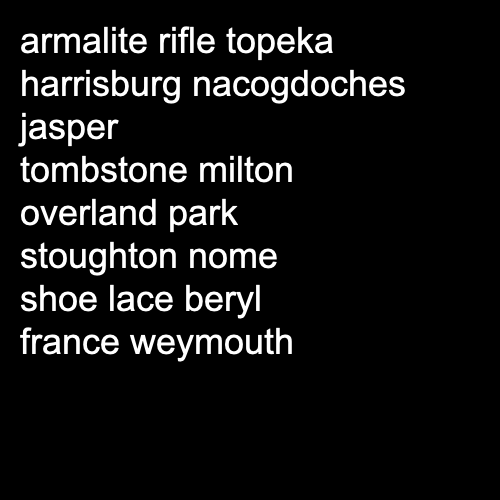 armalite rifle topeka
harrisburg nacogdoches
jasper
tombstone milton
overland park
stoughton nome
shoe lace beryl
france weymouth